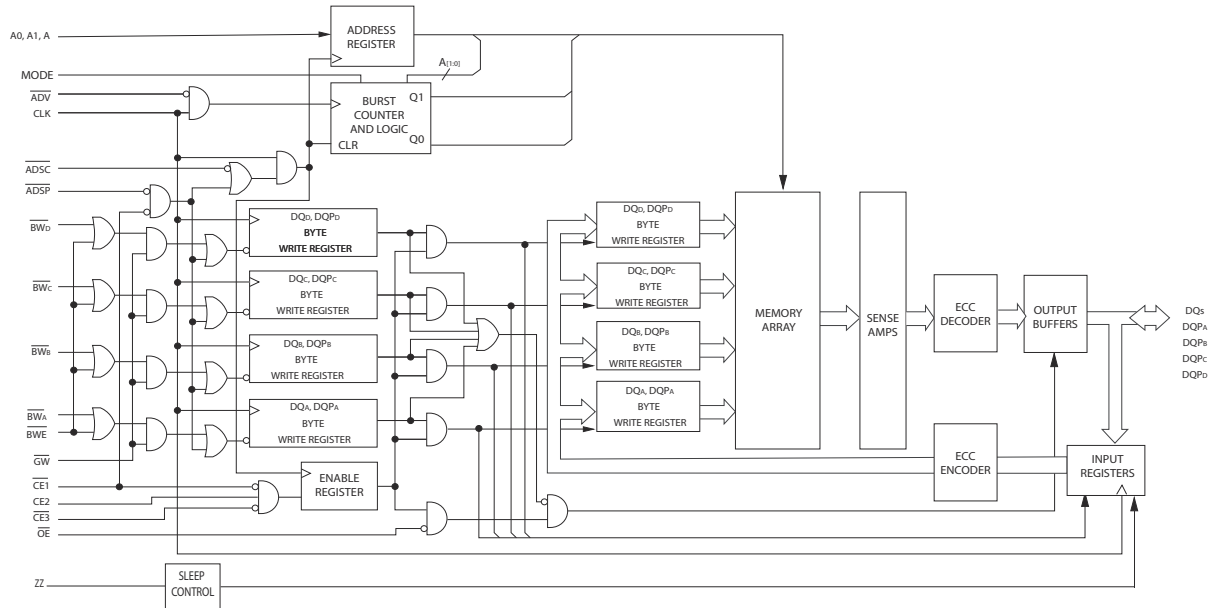 A0, A1, A
ADDRESS
REGISTER
MODE
A[1:0]
ADV
CLK
BURST
COUNTER
AND LOGIC
Q1
Q0
CLR
ADSC
ADSP
BWD
BWC
BWB
BWA
BWE
GW
CE1
CE2
CE3
OE
ZZ
DQD, DQPD
BYTE
WRITE REGISTER
DQC, DQPC
BYTE
WRITE REGISTER
DQB, DQPB
BYTE
WRITE REGISTER
DQA, DQPA
BYTE
WRITE REGISTER
ENABLE
REGISTER
SLEEP
CONTROL
DQD, DQPD
BYTE
WRITE REGISTER
DQC, DQPC
BYTE
WRITE REGISTER
DQB, DQPB
BYTE
WRITE REGISTER
DQA, DQPA
BYTE
WRITE REGISTER
MEMORY
ARRAY
SENSE
AMPS
ECC
DECODER
OUTPUT
BUFFERS
ECC
ENCODER
INPUT
REGISTERS
DQS
DQPA
DQPB
DQPC
DQPD